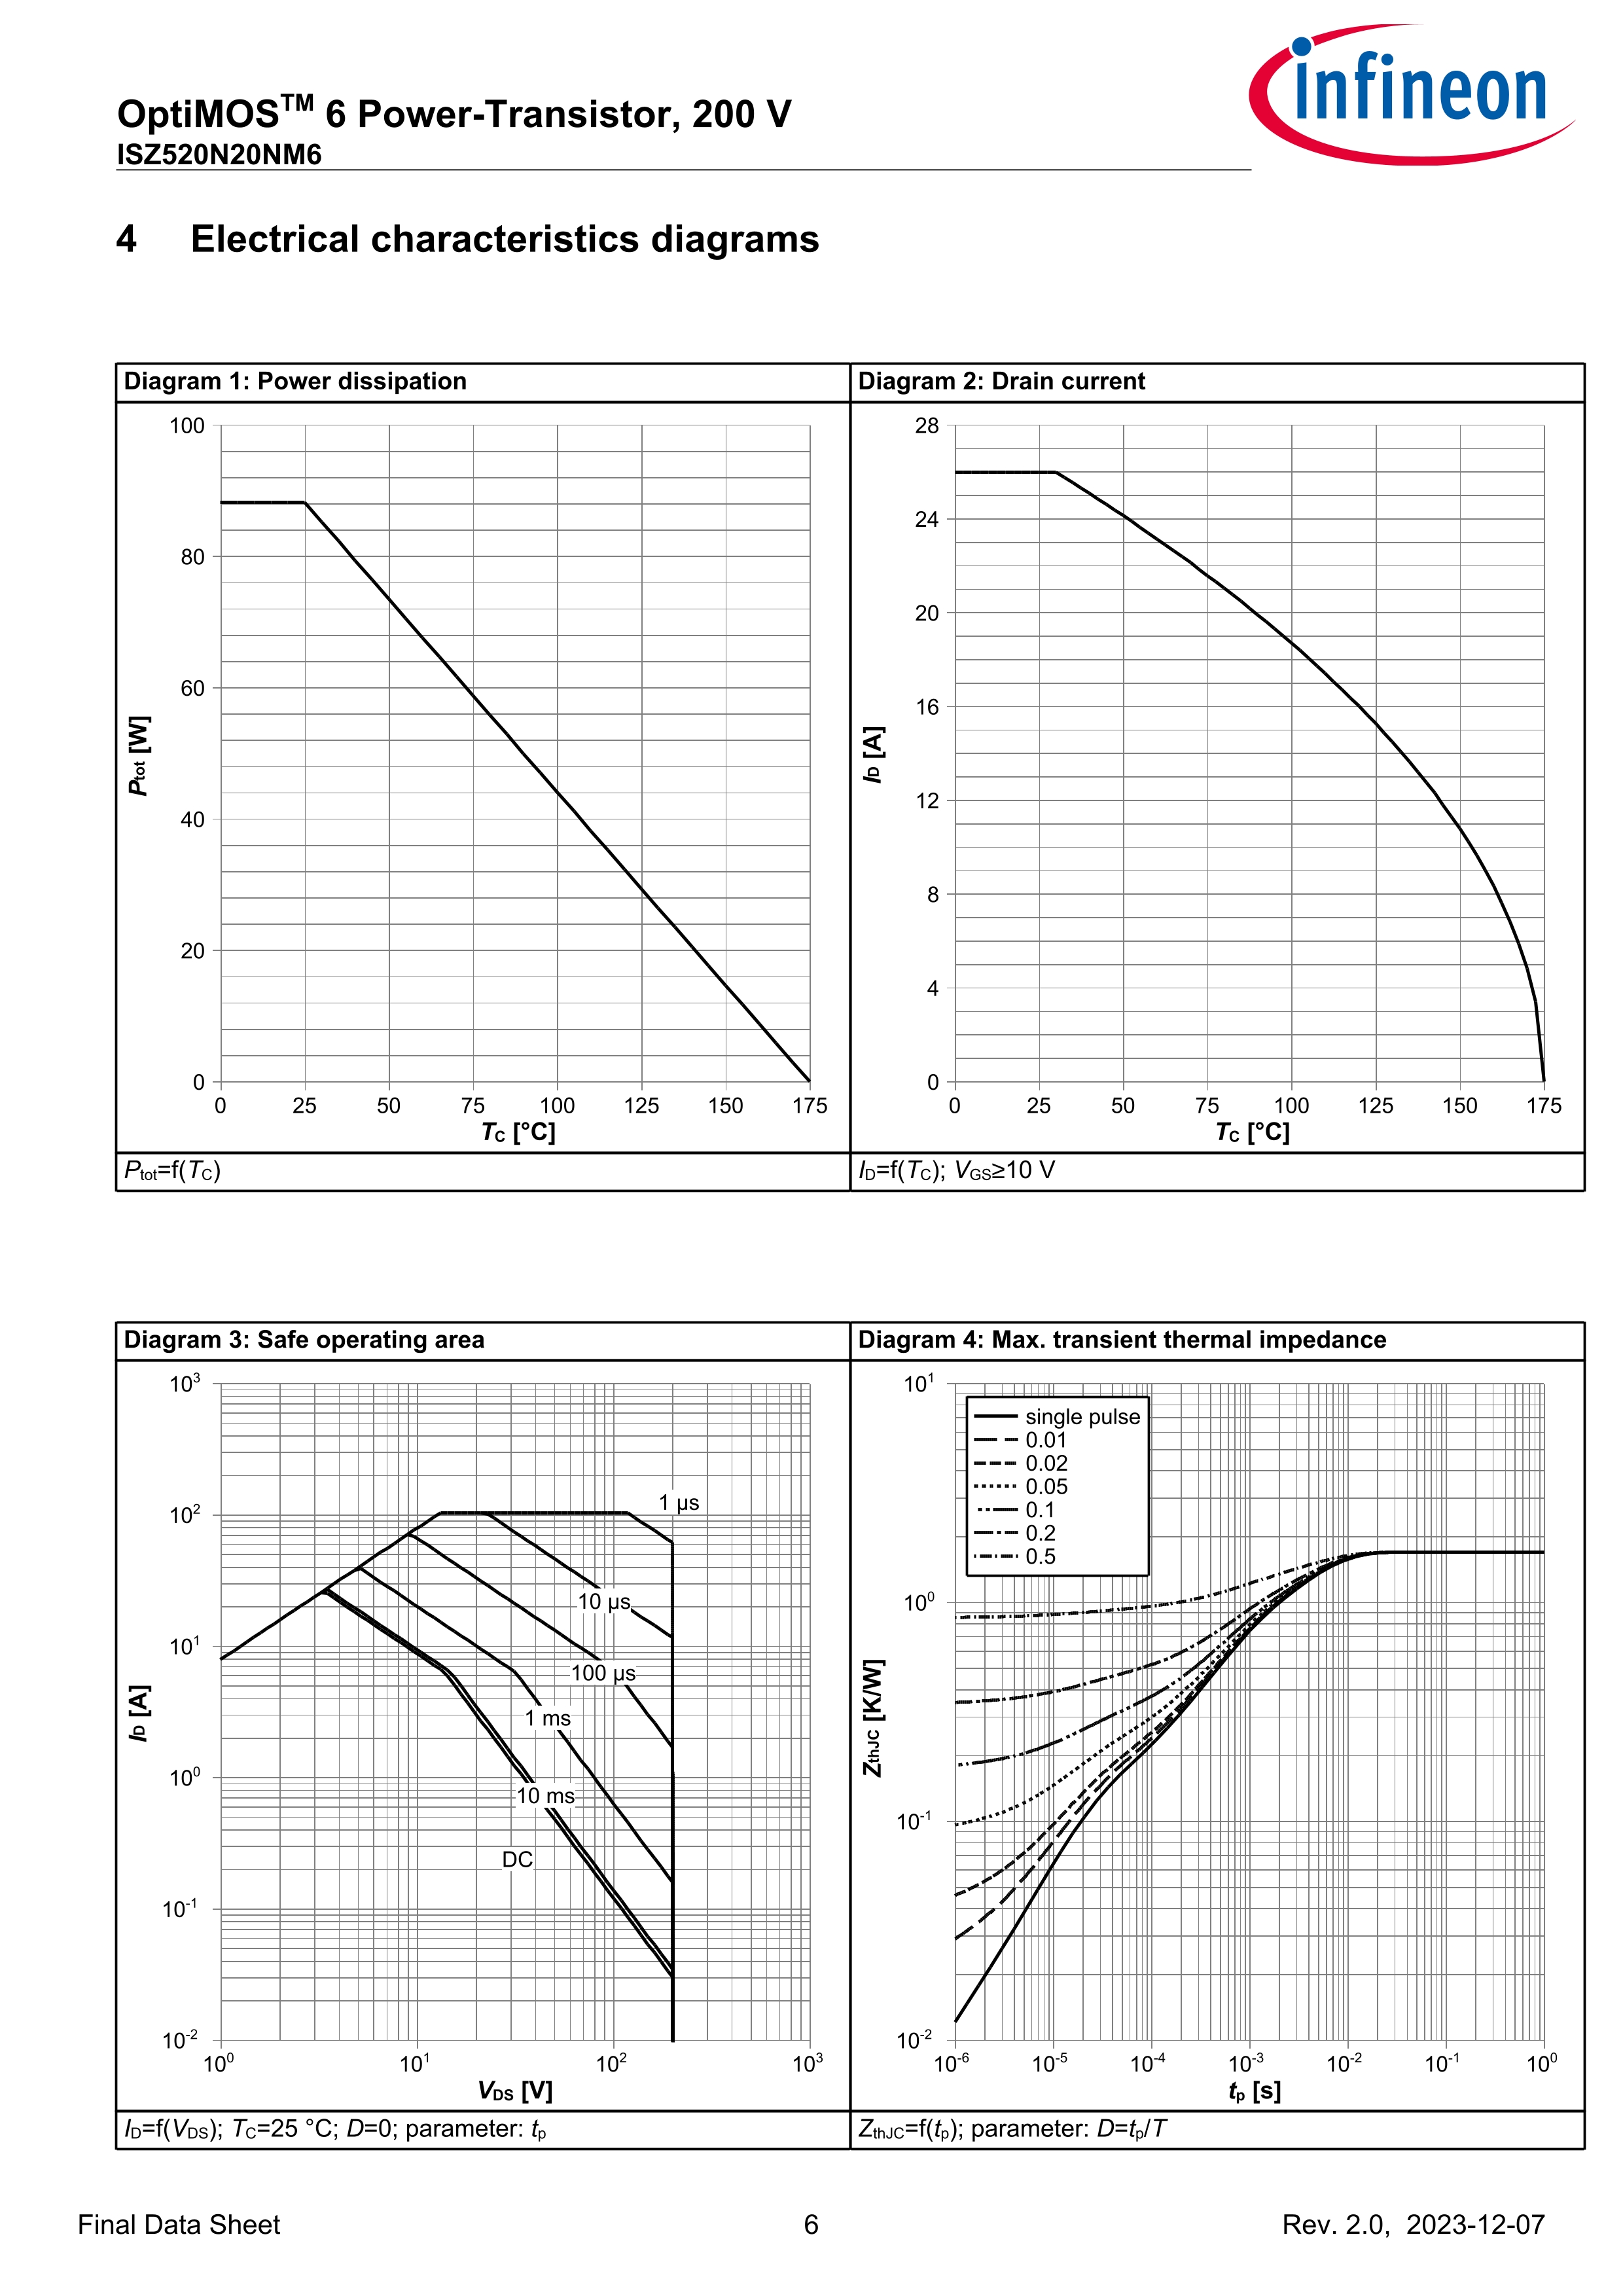 infineon
OptiMOS™ 6 Power-Transistor, 200 V
ISZ520N20NM6
4 Electrical characteristics diagrams
Diagram 1: Power dissipation
100
80
60
40
20
0
0 25 50 75 100 125 150 175
Ptot [W]
TC [°C]
Ptot=f(TC)
Diagram 2: Drain current
28
24
20
16
12
8
4
0
0 25 50 75 100 125 150 175
ID [A]
TC [°C]
ID=f(TC); VGS≥10 V
Diagram 3: Safe operating area
10³
10²
10¹
10⁰
10⁻¹
10⁻²
10⁰ 10¹ 10² 10³
1 µs
10 µs
100 µs
1 ms
10 ms
DC
ID [A]
VDS [V]
ID=f(VDS); TC=25 °C; D=0; parameter: tp
Diagram 4: Max. transient thermal impedance
10¹
10⁰
10⁻¹
10⁻²
single pulse
0.01
0.02
0.05
0.1
0.2
0.5
10⁻⁶ 10⁻⁵ 10⁻⁴ 10⁻³ 10⁻² 10⁻¹ 10⁰
ZthJC [K/W]
tp [s]
ZthJC=f(tp); parameter: D=tp/T
Final Data Sheet 6 Rev. 2.0, 2023-12-07